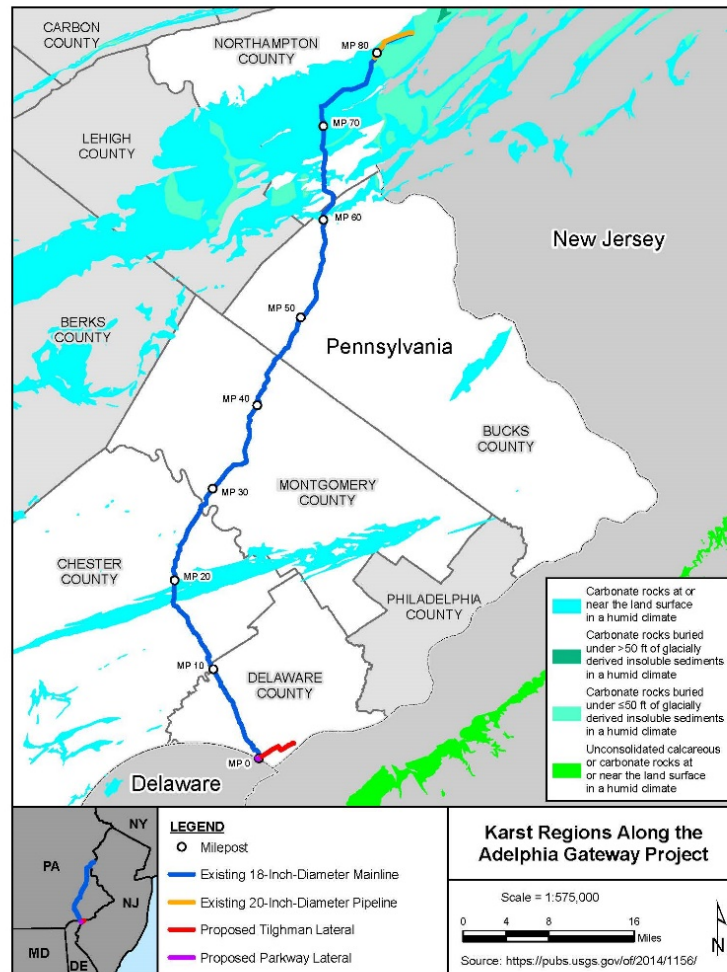 CARBON
COUNTY
NORTHAMPTON
COUNTY
MP 80
MP 70
LEHIGH
COUNTY
MP 60
New Jersey
MP 50
BERKS
COUNTY
Pennsylvania
MP 40
BUCKS
COUNTY
MP 30
MONTGOMERY
COUNTY
CHESTER
COUNTY
MP 20
PHILADELPHIA
COUNTY
MP 10
DELAWARE
COUNTY
MP 0
Delaware
Carbonate rocks at or
near the land surface
in a humid climate
Carbonate rocks buried
under >50 ft of glacially
derived insoluble sediments
in a humid climate
Carbonate rocks buried
under ≤50 ft of glacially
derived insoluble sediments
in a humid climate
Unconsolidated calcareous
or carbonate rocks at
or near the land surface
in a humid climate
NY
PA
NJ
MD
DE
LEGEND
Milepost
Existing 18-Inch-Diameter Mainline
Existing 20-Inch-Diameter Pipeline
Proposed Tilghman Lateral
Proposed Parkway Lateral
Karst Regions Along the
Adelphia Gateway Project
Scale = 1:575,000
0 4 8 16
Miles
N
Source: https://pubs.usgs.gov/of/2014/1156/